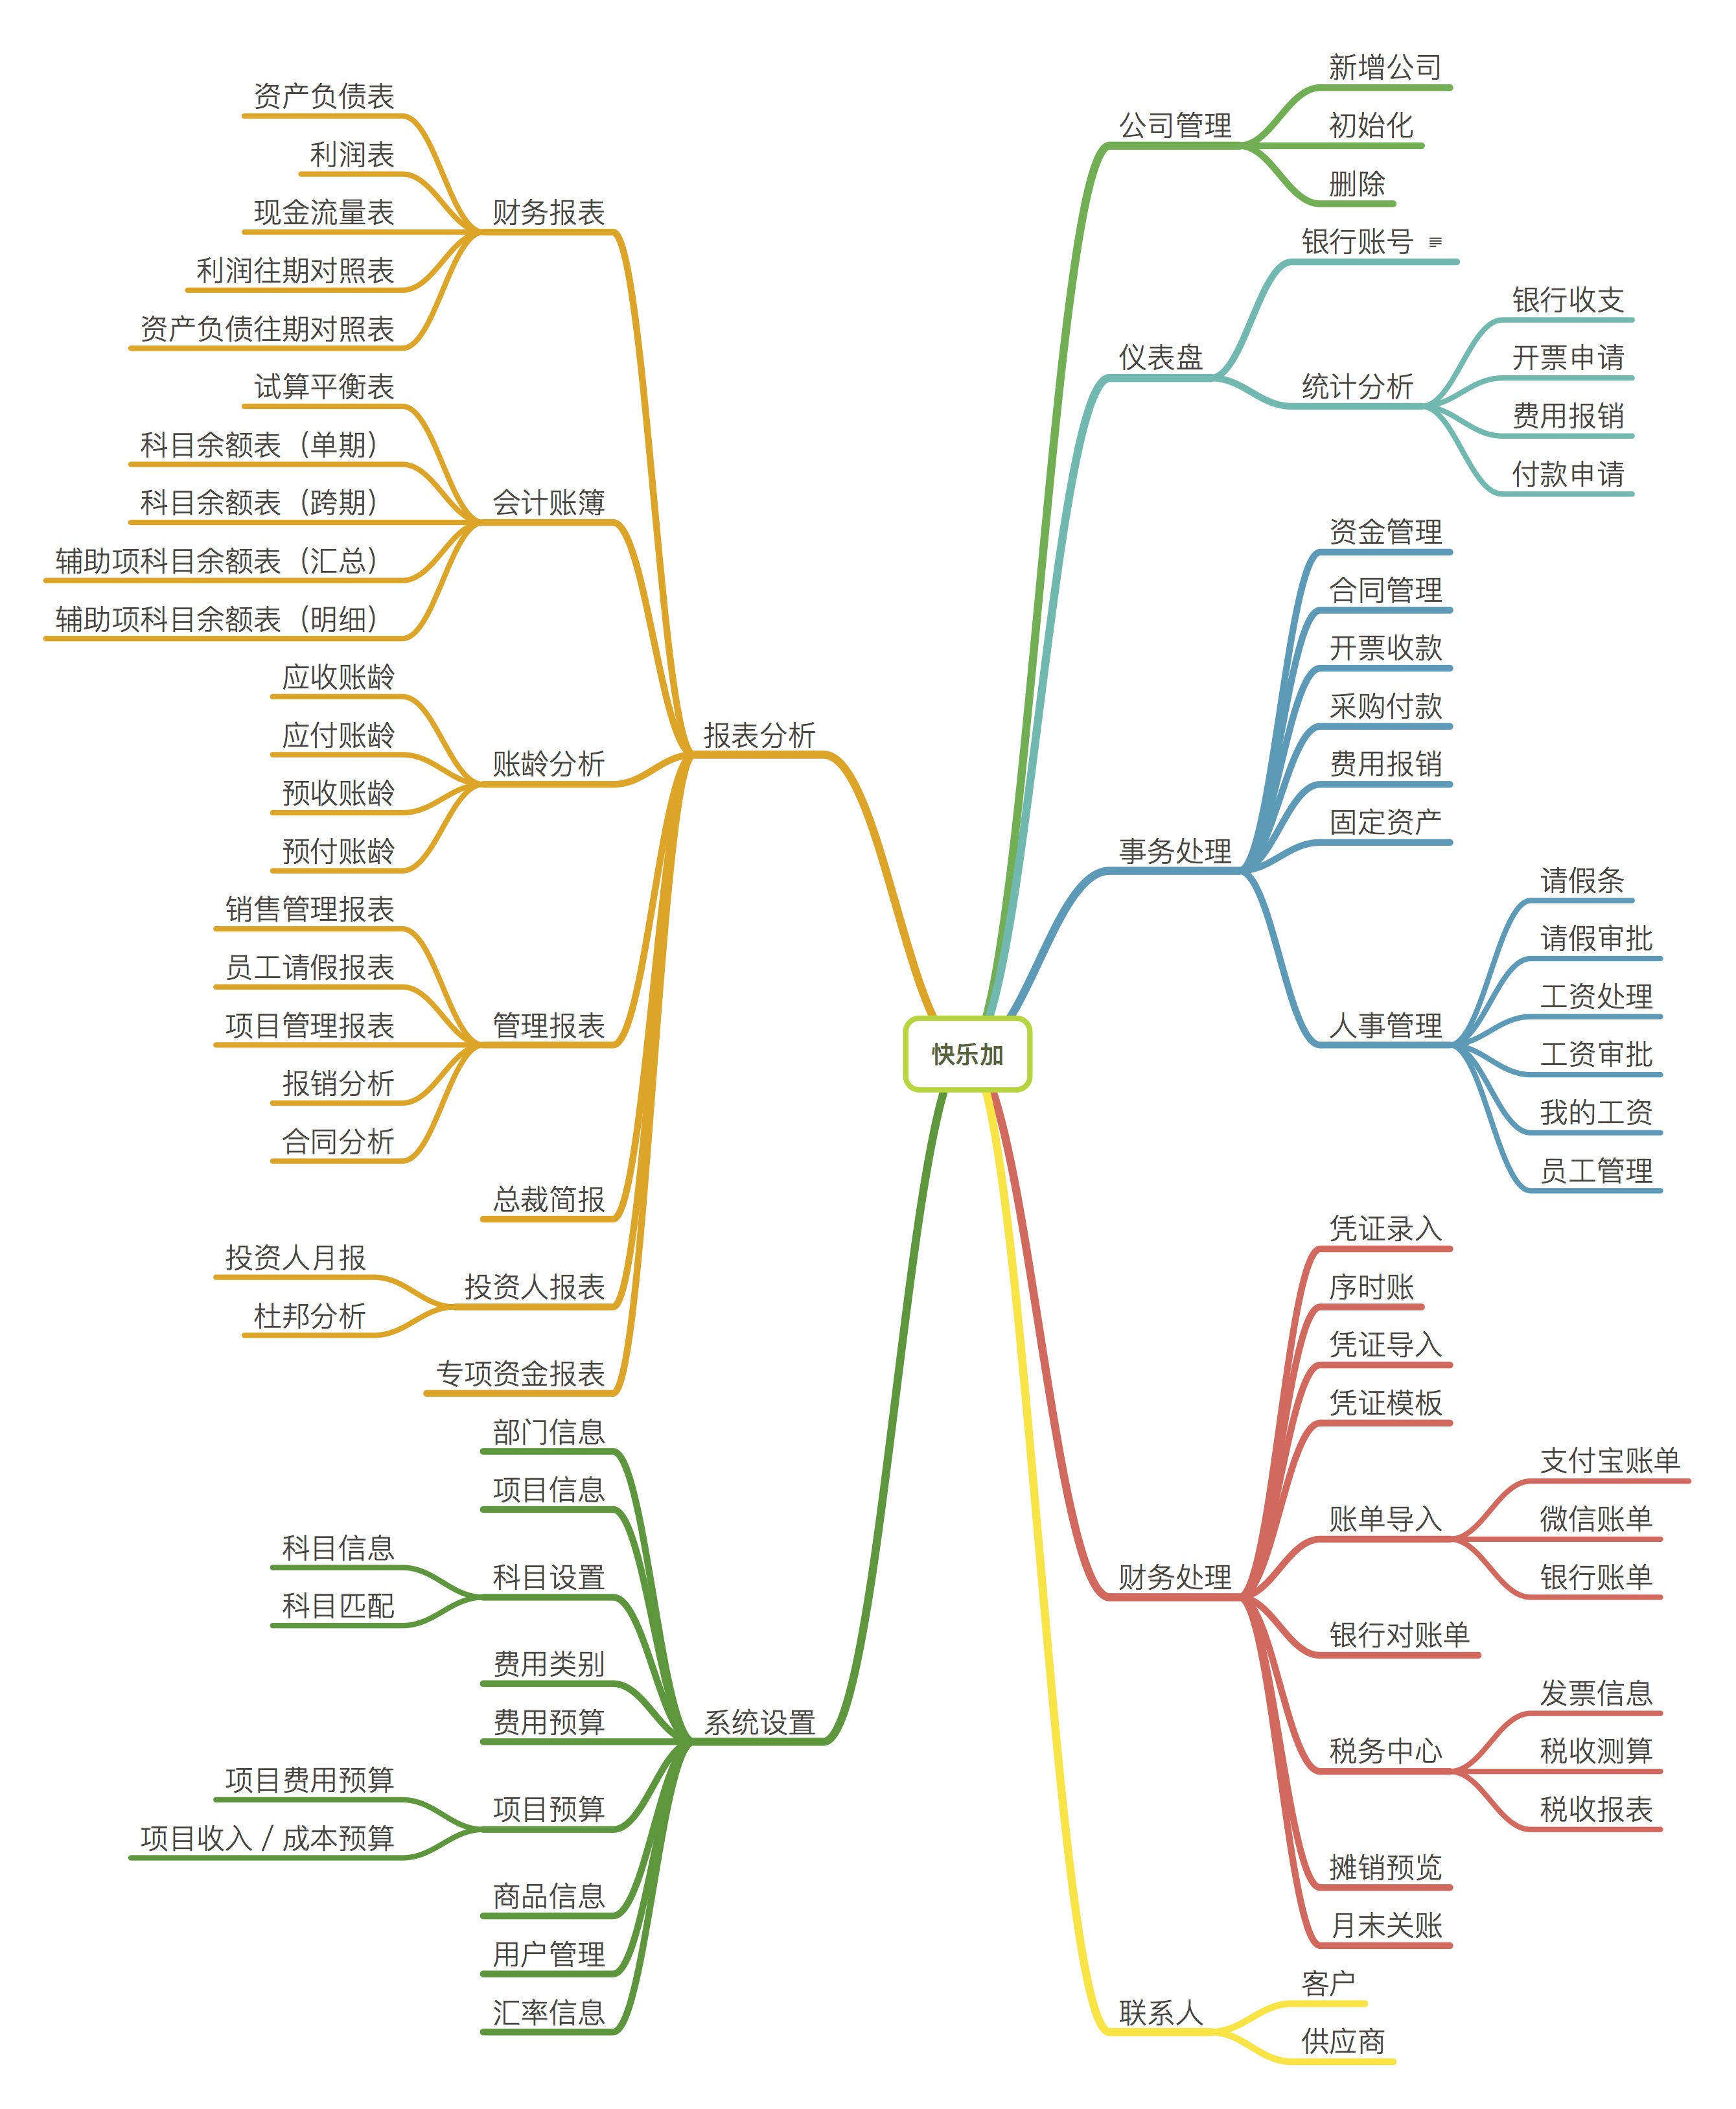 快乐加
公司管理
新增公司
初始化
删除
仪表盘
银行账号
统计分析
银行收支
开票申请
费用报销
付款申请
事务处理
资金管理
合同管理
开票收款
采购付款
费用报销
固定资产
人事管理
请假条
请假审批
工资处理
工资审批
我的工资
员工管理
财务处理
凭证录入
序时账
凭证导入
凭证模板
账单导入
支付宝账单
微信账单
银行账单
银行对账单
税务中心
发票信息
税收测算
税收报表
摊销预览
月末关账
联系人
客户
供应商
报表分析
财务报表
资产负债表
利润表
现金流量表
利润往期对照表
资产负债往期对照表
会计账簿
试算平衡表
科目余额表（单期）
科目余额表（跨期）
辅助项科目余额表（汇总）
辅助项科目余额表（明细）
账龄分析
应收账龄
应付账龄
预收账龄
预付账龄
管理报表
销售管理报表
员工请假报表
项目管理报表
报销分析
合同分析
总裁简报
投资人报表
投资人月报
杜邦分析
专项资金报表
系统设置
部门信息
项目信息
科目设置
科目信息
科目匹配
费用类别
费用预算
项目预算
项目费用预算
项目收入 / 成本预算
商品信息
用户管理
汇率信息